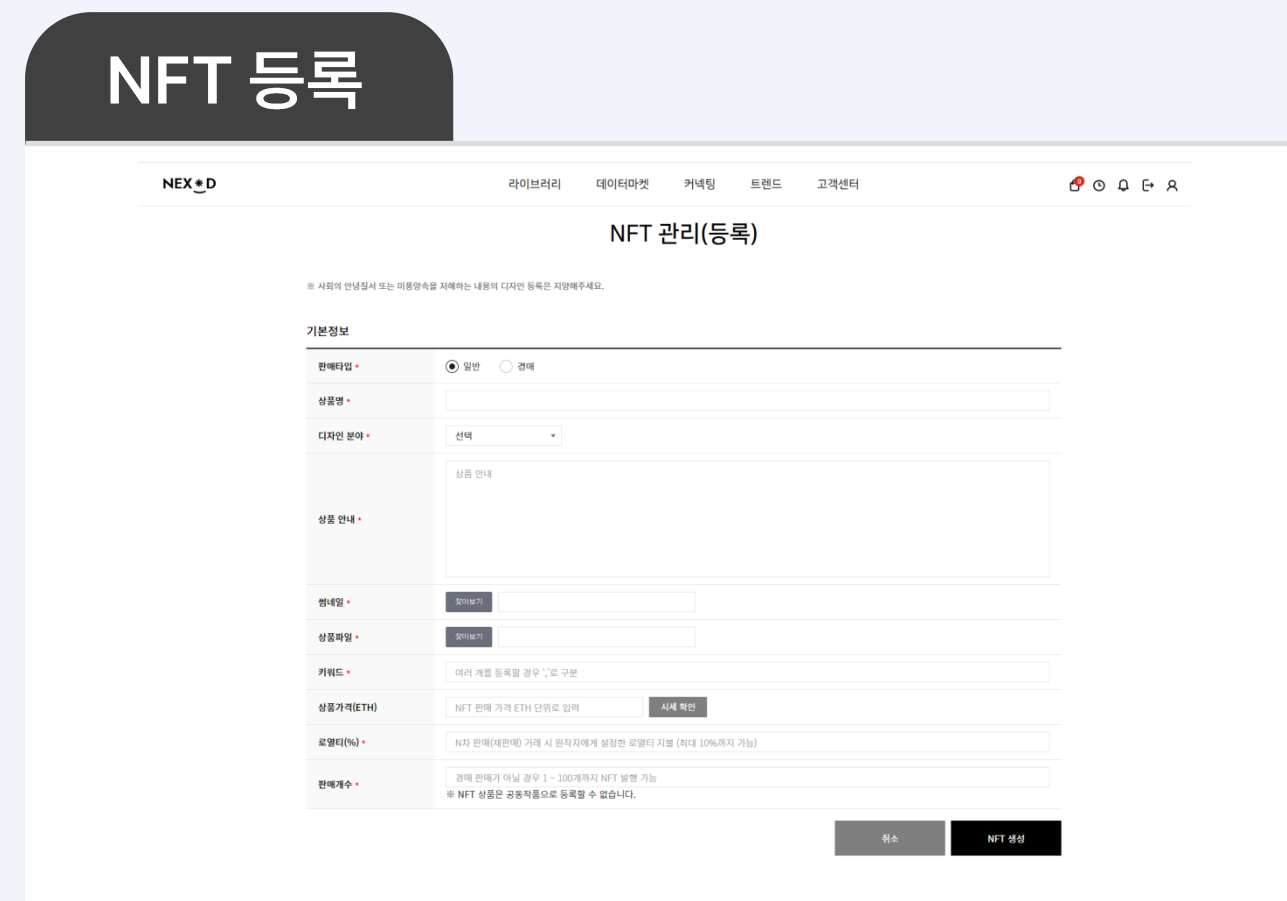 NFT 등록
NEX D
라이브러리 데이터마켓 커넥팅 트렌드 고객센터
0
NFT 관리(등록)
※ 사회의 안녕질서 또는 미풍양속을 저해하는 내용의 디자인 등록은 지양해주세요.
기본정보
판매타입 * 일반 경매
상품명 *
디자인 분야 * 선택
상품 안내
상품 안내 *
썸네일 * 찾아보기
상품파일 * 찾아보기
키워드 * 여러 개를 등록할 경우 ','로 구분
상품가격(ETH) NFT 판매 가격 ETH 단위로 입력 시세 확인
로열티(%) * N차 판매(재판매) 거래 시 원작자에게 설정한 로열티 지불 (최대 10%까지 가능)
판매개수 * 경매 판매가 아닐 경우 1 ~ 100개까지 NFT 발행 가능
※ NFT 상품은 공동작품으로 등록할 수 없습니다.
취소 NFT 생성